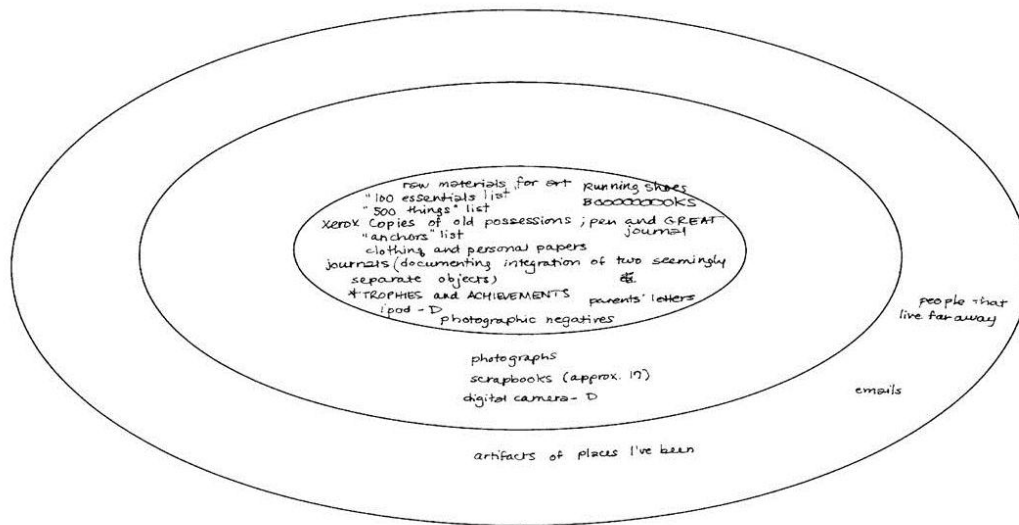 raw materials for art Running shoes
"100 essentials list BOOOOOOOOKS
"500 things" list
xerox copies of old possessions ; pen and GREAT
"anchors" list journal
clothing and personal papers
journals (documenting integration of two seemingly
separate objects)
* TROPHIES and ACHIEVEMENTS parents' letters
ipod - D
photographic negatives
people that
live far away
photographs
scrapbooks (approx. 17)
digital camera - D
emails
artifacts of places I've been